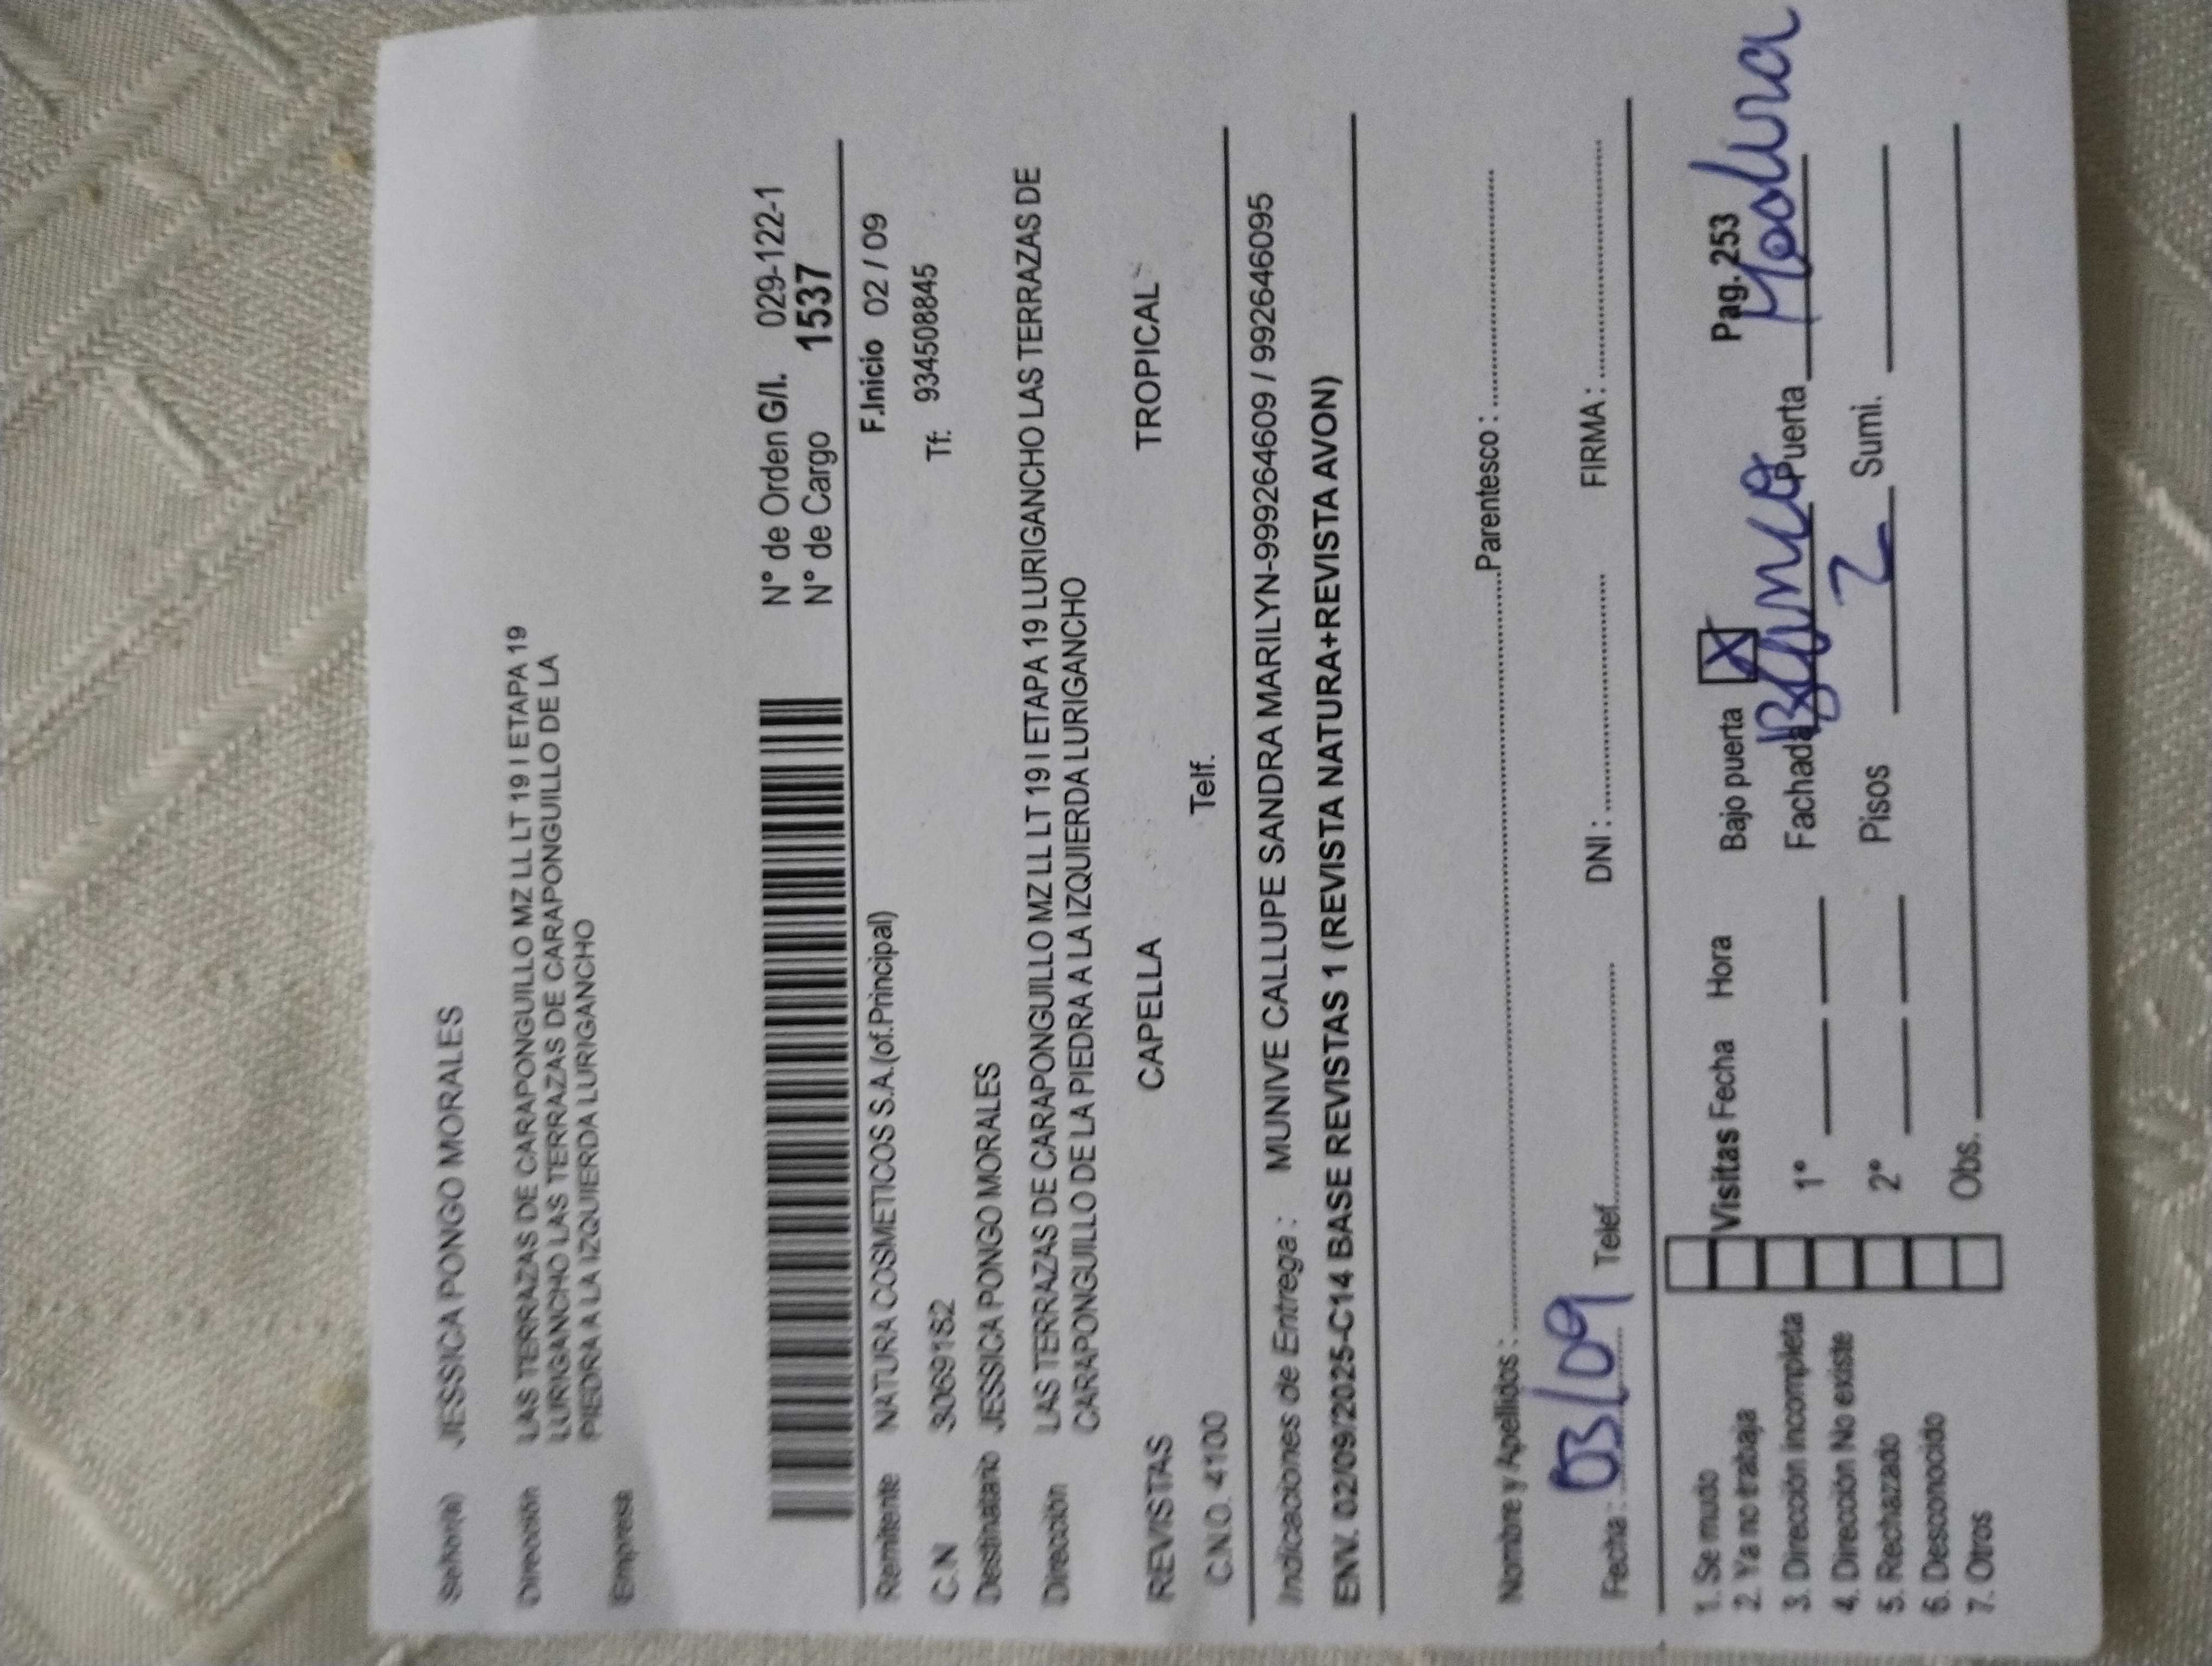 Señor(a) JESSICA PONGO MORALES
Dirección LAS TERRAZAS DE CARAPONGUILLO MZ LL LT 19 I ETAPA 19
LURIGANCHO LAS TERRAZAS DE CARAPONGUILLO DE LA
PIEDRA A LA IZQUIERDA LURIGANCHO
Empresa
N° de Orden G/I. 029-122-1
N° de Cargo 1537
Remitente NATURA COSMETICOS S.A.(of.Principal) F.Inicio 02 / 09
C.N 3069182 Tf: 934508845
Destinatario JESSICA PONGO MORALES
Dirección LAS TERRAZAS DE CARAPONGUILLO MZ LL LT 19 I ETAPA 19 LURIGANCHO LAS TERRAZAS DE
CARAPONGUILLO DE LA PIEDRA A LA IZQUIERDA LURIGANCHO
REVISTAS CAPELLA TROPICAL
C.N.O. 4100 Telf.
Indicaciones de Entrega : MUNIVE CALLUPE SANDRA MARILYN-999264609 / 992646095
ENV. 02/09/2025-C14 BASE REVISTAS 1 (REVISTA NATURA+REVISTA AVON)
Nombre y Apellidos : Parentesco :
Fecha : 03/09 Telef. DNI : FIRMA :
1. Se mudo
2. Ya no trabaja
3. Dirección incompleta
4. Dirección No existe
5. Rechazado
6. Desconocido
7. Otros
Visitas Fecha Hora
1°
2°
Obs.
Bajo puerta X Pag. 253
Fachada Blanco Puerta Madera
Pisos 2 Sumi.